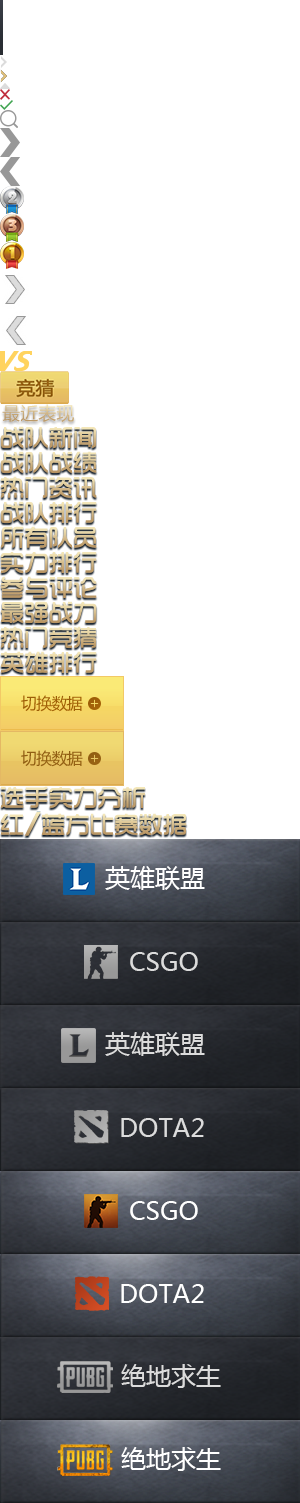 2
3
1
VS
竞猜
最近表现
战队新闻
战队战绩
热门资讯
战队排行
所有队员
实力排行
参与评论
最强战力
热门竞猜
英雄排行
切换数据
切换数据
选手实力分析
红/蓝方比赛数据
L 英雄联盟
CSGO
L 英雄联盟
DOTA2
CSGO
DOTA2
PUBG 绝地求生
PUBG 绝地求生